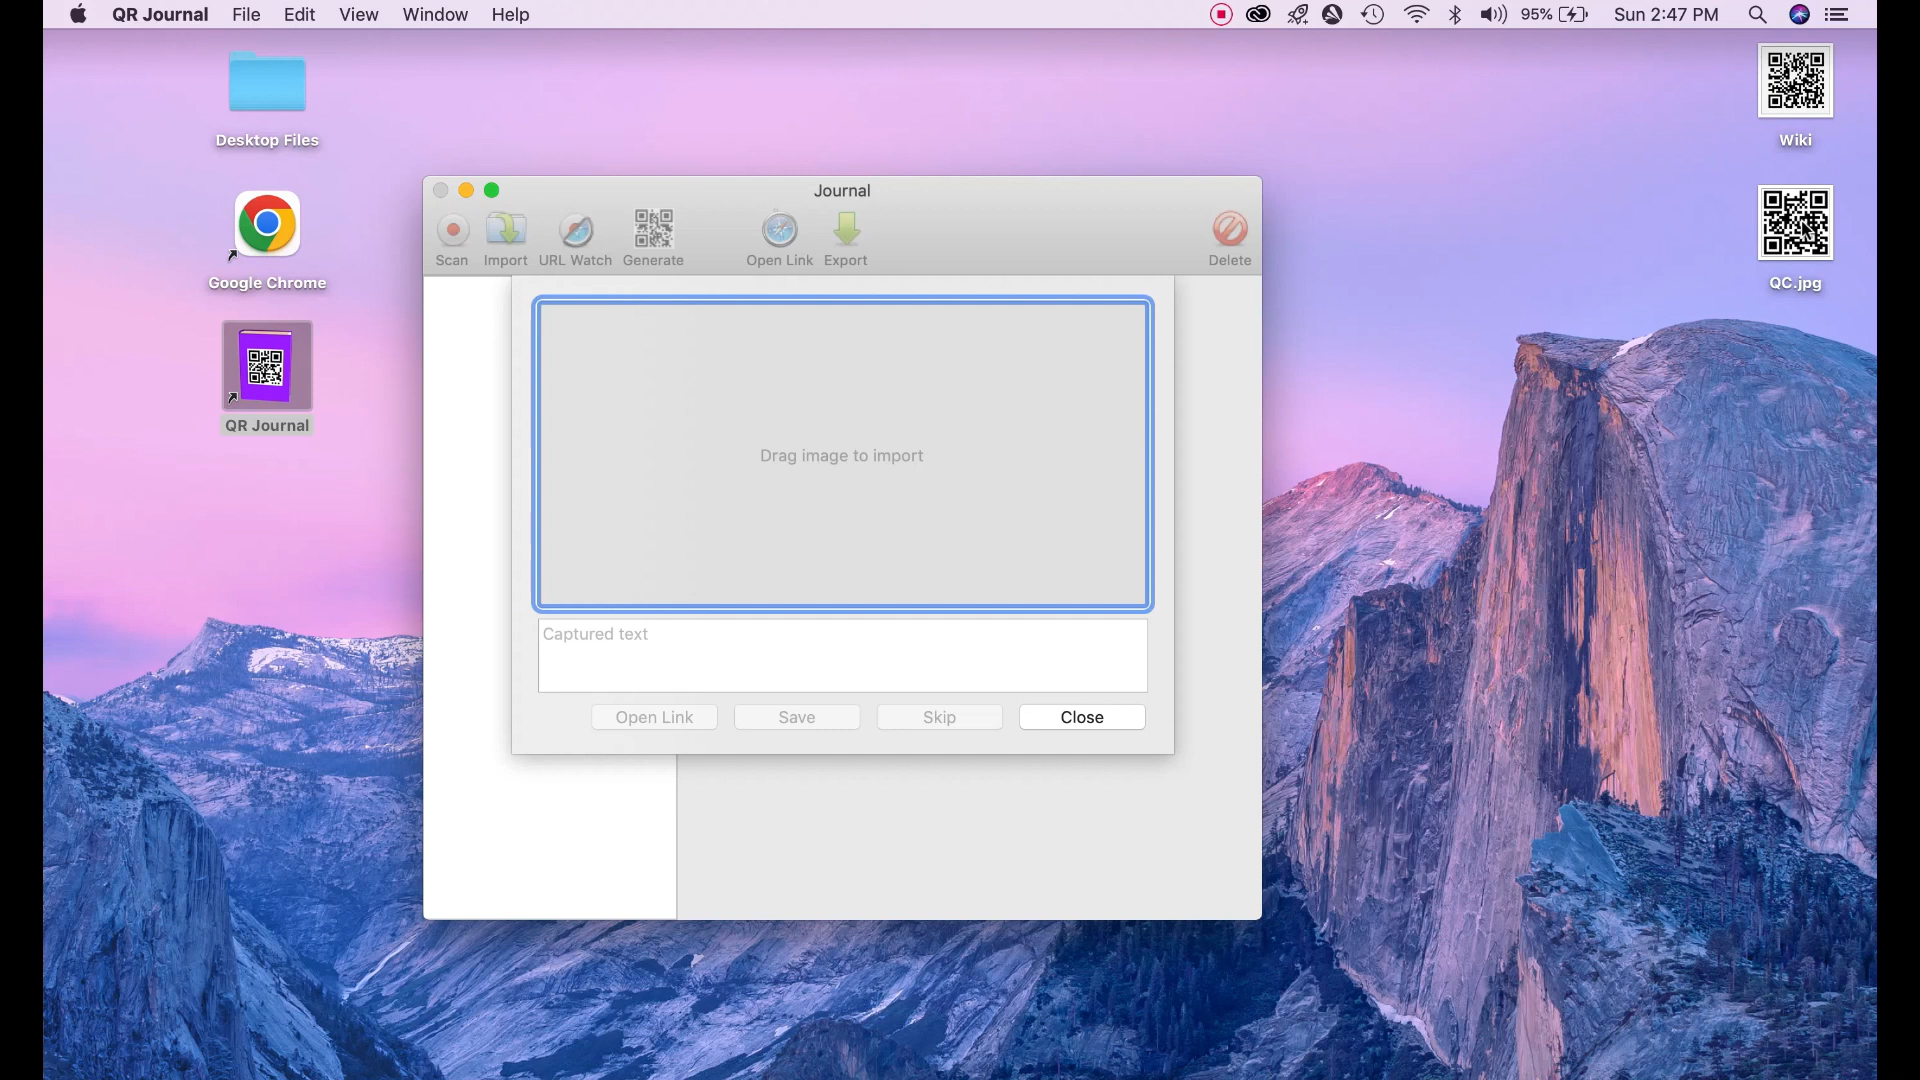 QR Journal File Edit View Window Help 95% Sun 2:47 PM
Desktop Files
Wiki
Google Chrome
QC.jpg
QR Journal
Journal
Scan Import URL Watch Generate Open Link Export Delete
Drag image to import
Captured text
Open Link Save Skip Close